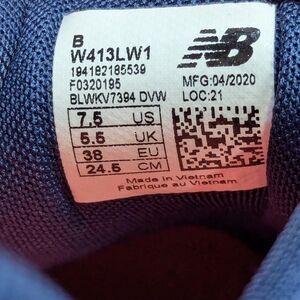 B
W413LW1
194182185539
F0320195
BLWKV7394 DVW
NB
MFG:04/2020
LOC:21
7.5 US
5.5 UK
38 EU
24.5 CM
Made in Vietnam
Fabriqué au Vietnam